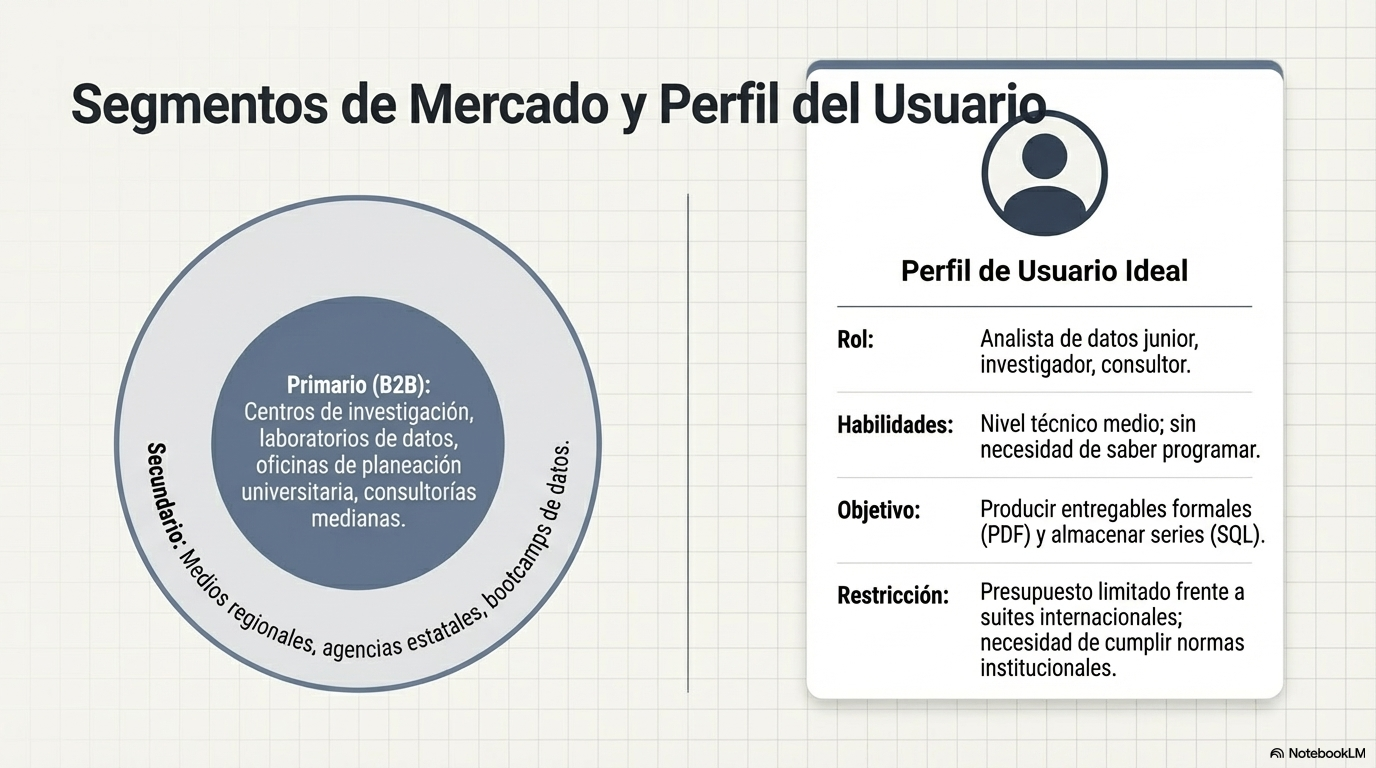 Segmentos de Mercado y Perfil del Usuario
Primario (B2B):
Centros de investigación,
laboratorios de datos,
oficinas de planeación
universitaria, consultorías
medianas.
Secundario: Medios regionales, agencias estatales, bootcamps de datos.
Perfil de Usuario Ideal
Rol: Analista de datos junior,
investigador, consultor.
Habilidades: Nivel técnico medio; sin
necesidad de saber programar.
Objetivo: Producir entregables formales
(PDF) y almacenar series (SQL).
Restricción: Presupuesto limitado frente a
suites internacionales;
necesidad de cumplir normas
institucionales.
NotebookLM